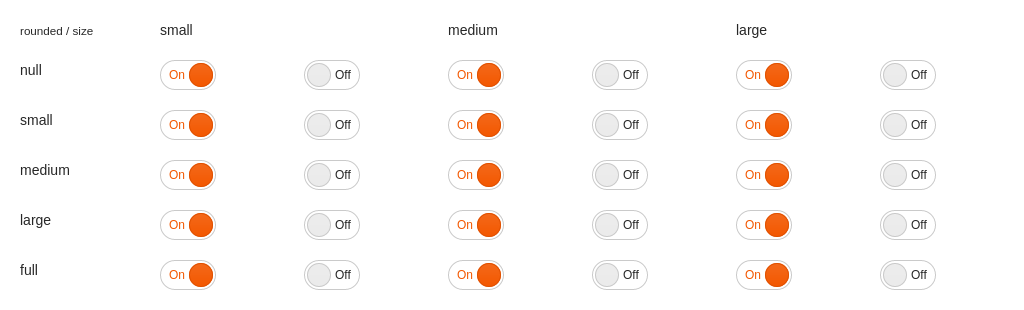 rounded / size small medium large
null On Off On Off On Off
small On Off On Off On Off
medium On Off On Off On Off
large On Off On Off On Off
full On Off On Off On Off